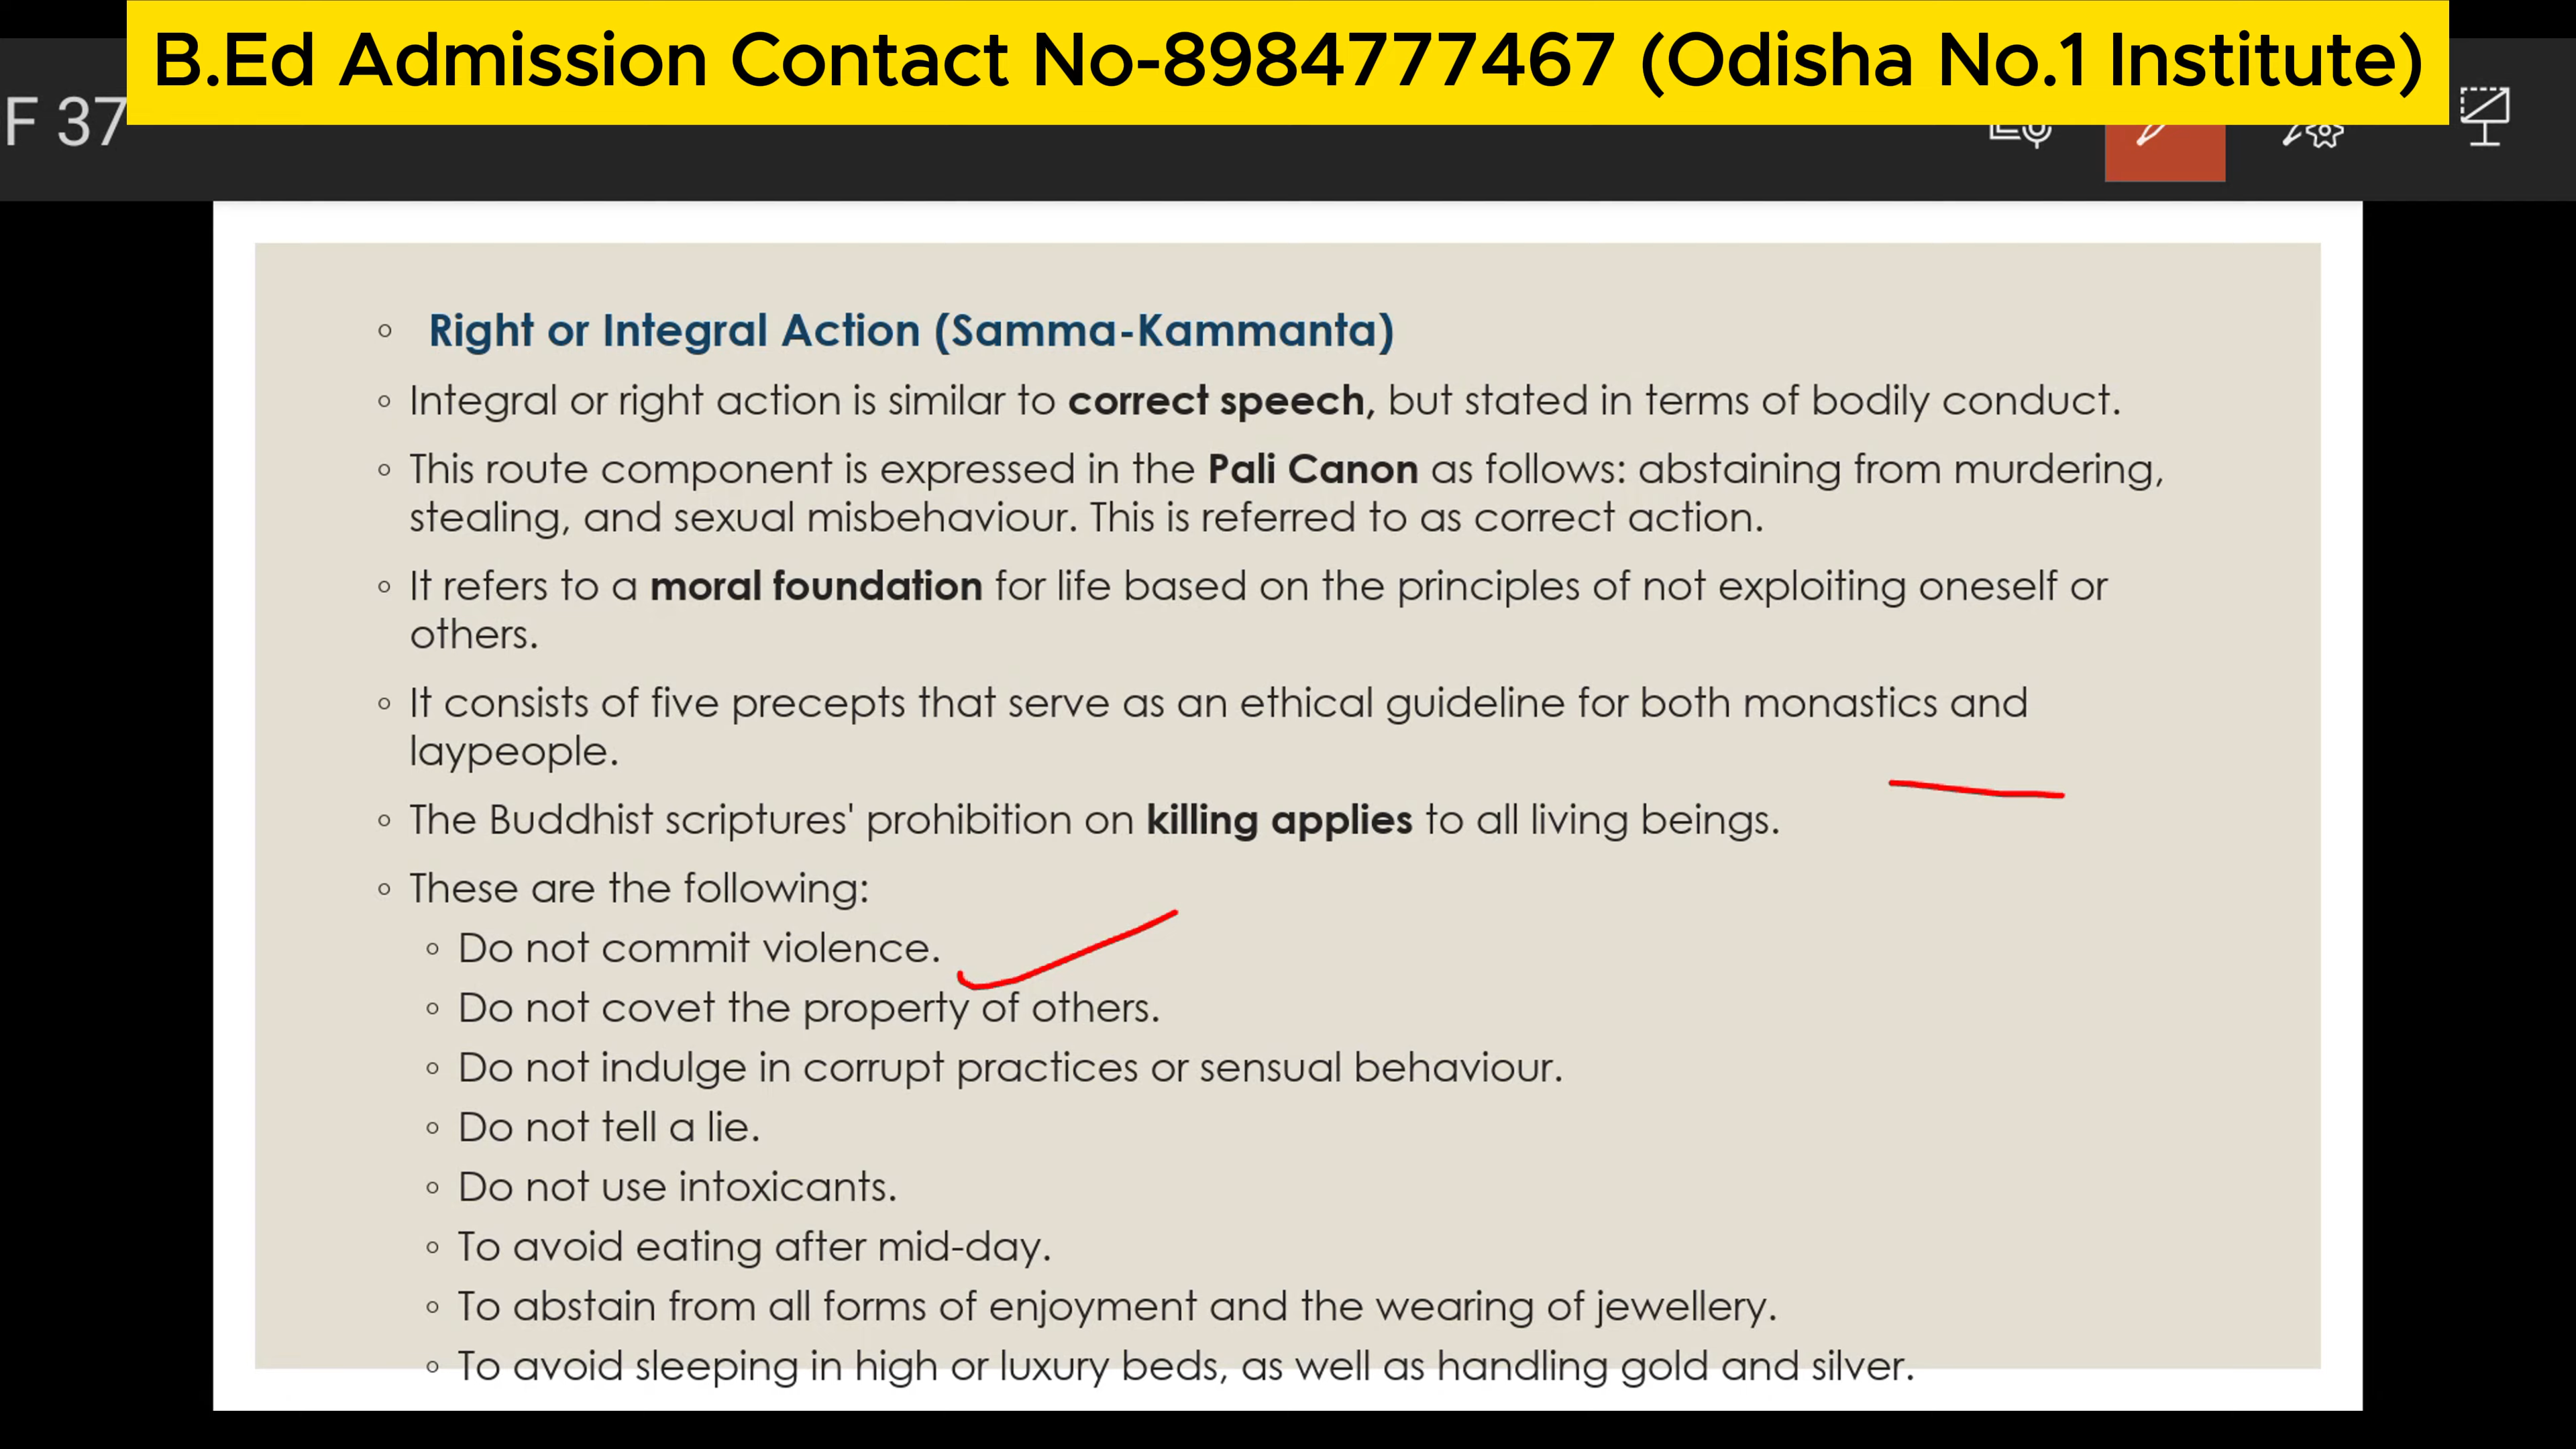 B.Ed Admission Contact No-8984777467 (Odisha No.1 Institute)
F 37
Right or Integral Action (Samma-Kammanta)
Integral or right action is similar to correct speech, but stated in terms of bodily conduct.
This route component is expressed in the Pali Canon as follows: abstaining from murdering,
stealing, and sexual misbehaviour. This is referred to as correct action.
It refers to a moral foundation for life based on the principles of not exploiting oneself or
others.
It consists of five precepts that serve as an ethical guideline for both monastics and
laypeople.
The Buddhist scriptures' prohibition on killing applies to all living beings.
These are the following:
Do not commit violence.
Do not covet the property of others.
Do not indulge in corrupt practices or sensual behaviour.
Do not tell a lie.
Do not use intoxicants.
To avoid eating after mid-day.
To abstain from all forms of enjoyment and the wearing of jewellery.
To avoid sleeping in high or luxury beds, as well as handling gold and silver.